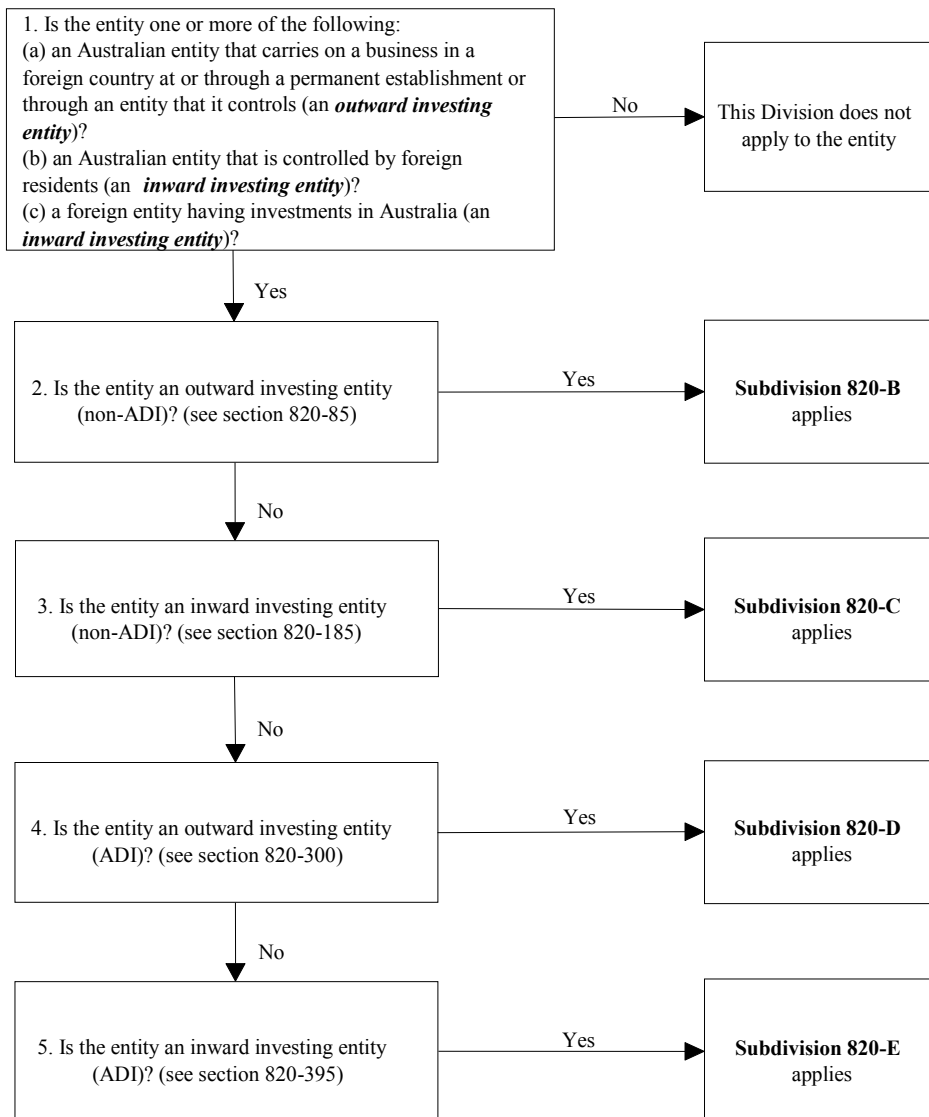 1. Is the entity one or more of the following:
(a) an Australian entity that carries on a business in a
foreign country at or through a permanent establishment or
through an entity that it controls (an outward investing
entity)?
(b) an Australian entity that is controlled by foreign
residents (an inward investing entity)?
(c) a foreign entity having investments in Australia (an
inward investing entity)?
No
This Division does not
apply to the entity
Yes
2. Is the entity an outward investing entity
(non-ADI)? (see section 820-85)
Yes
Subdivision 820-B
applies
No
3. Is the entity an inward investing entity
(non-ADI)? (see section 820-185)
Yes
Subdivision 820-C
applies
No
4. Is the entity an outward investing entity
(ADI)? (see section 820-300)
Yes
Subdivision 820-D
applies
No
5. Is the entity an inward investing entity
(ADI)? (see section 820-395)
Yes
Subdivision 820-E
applies